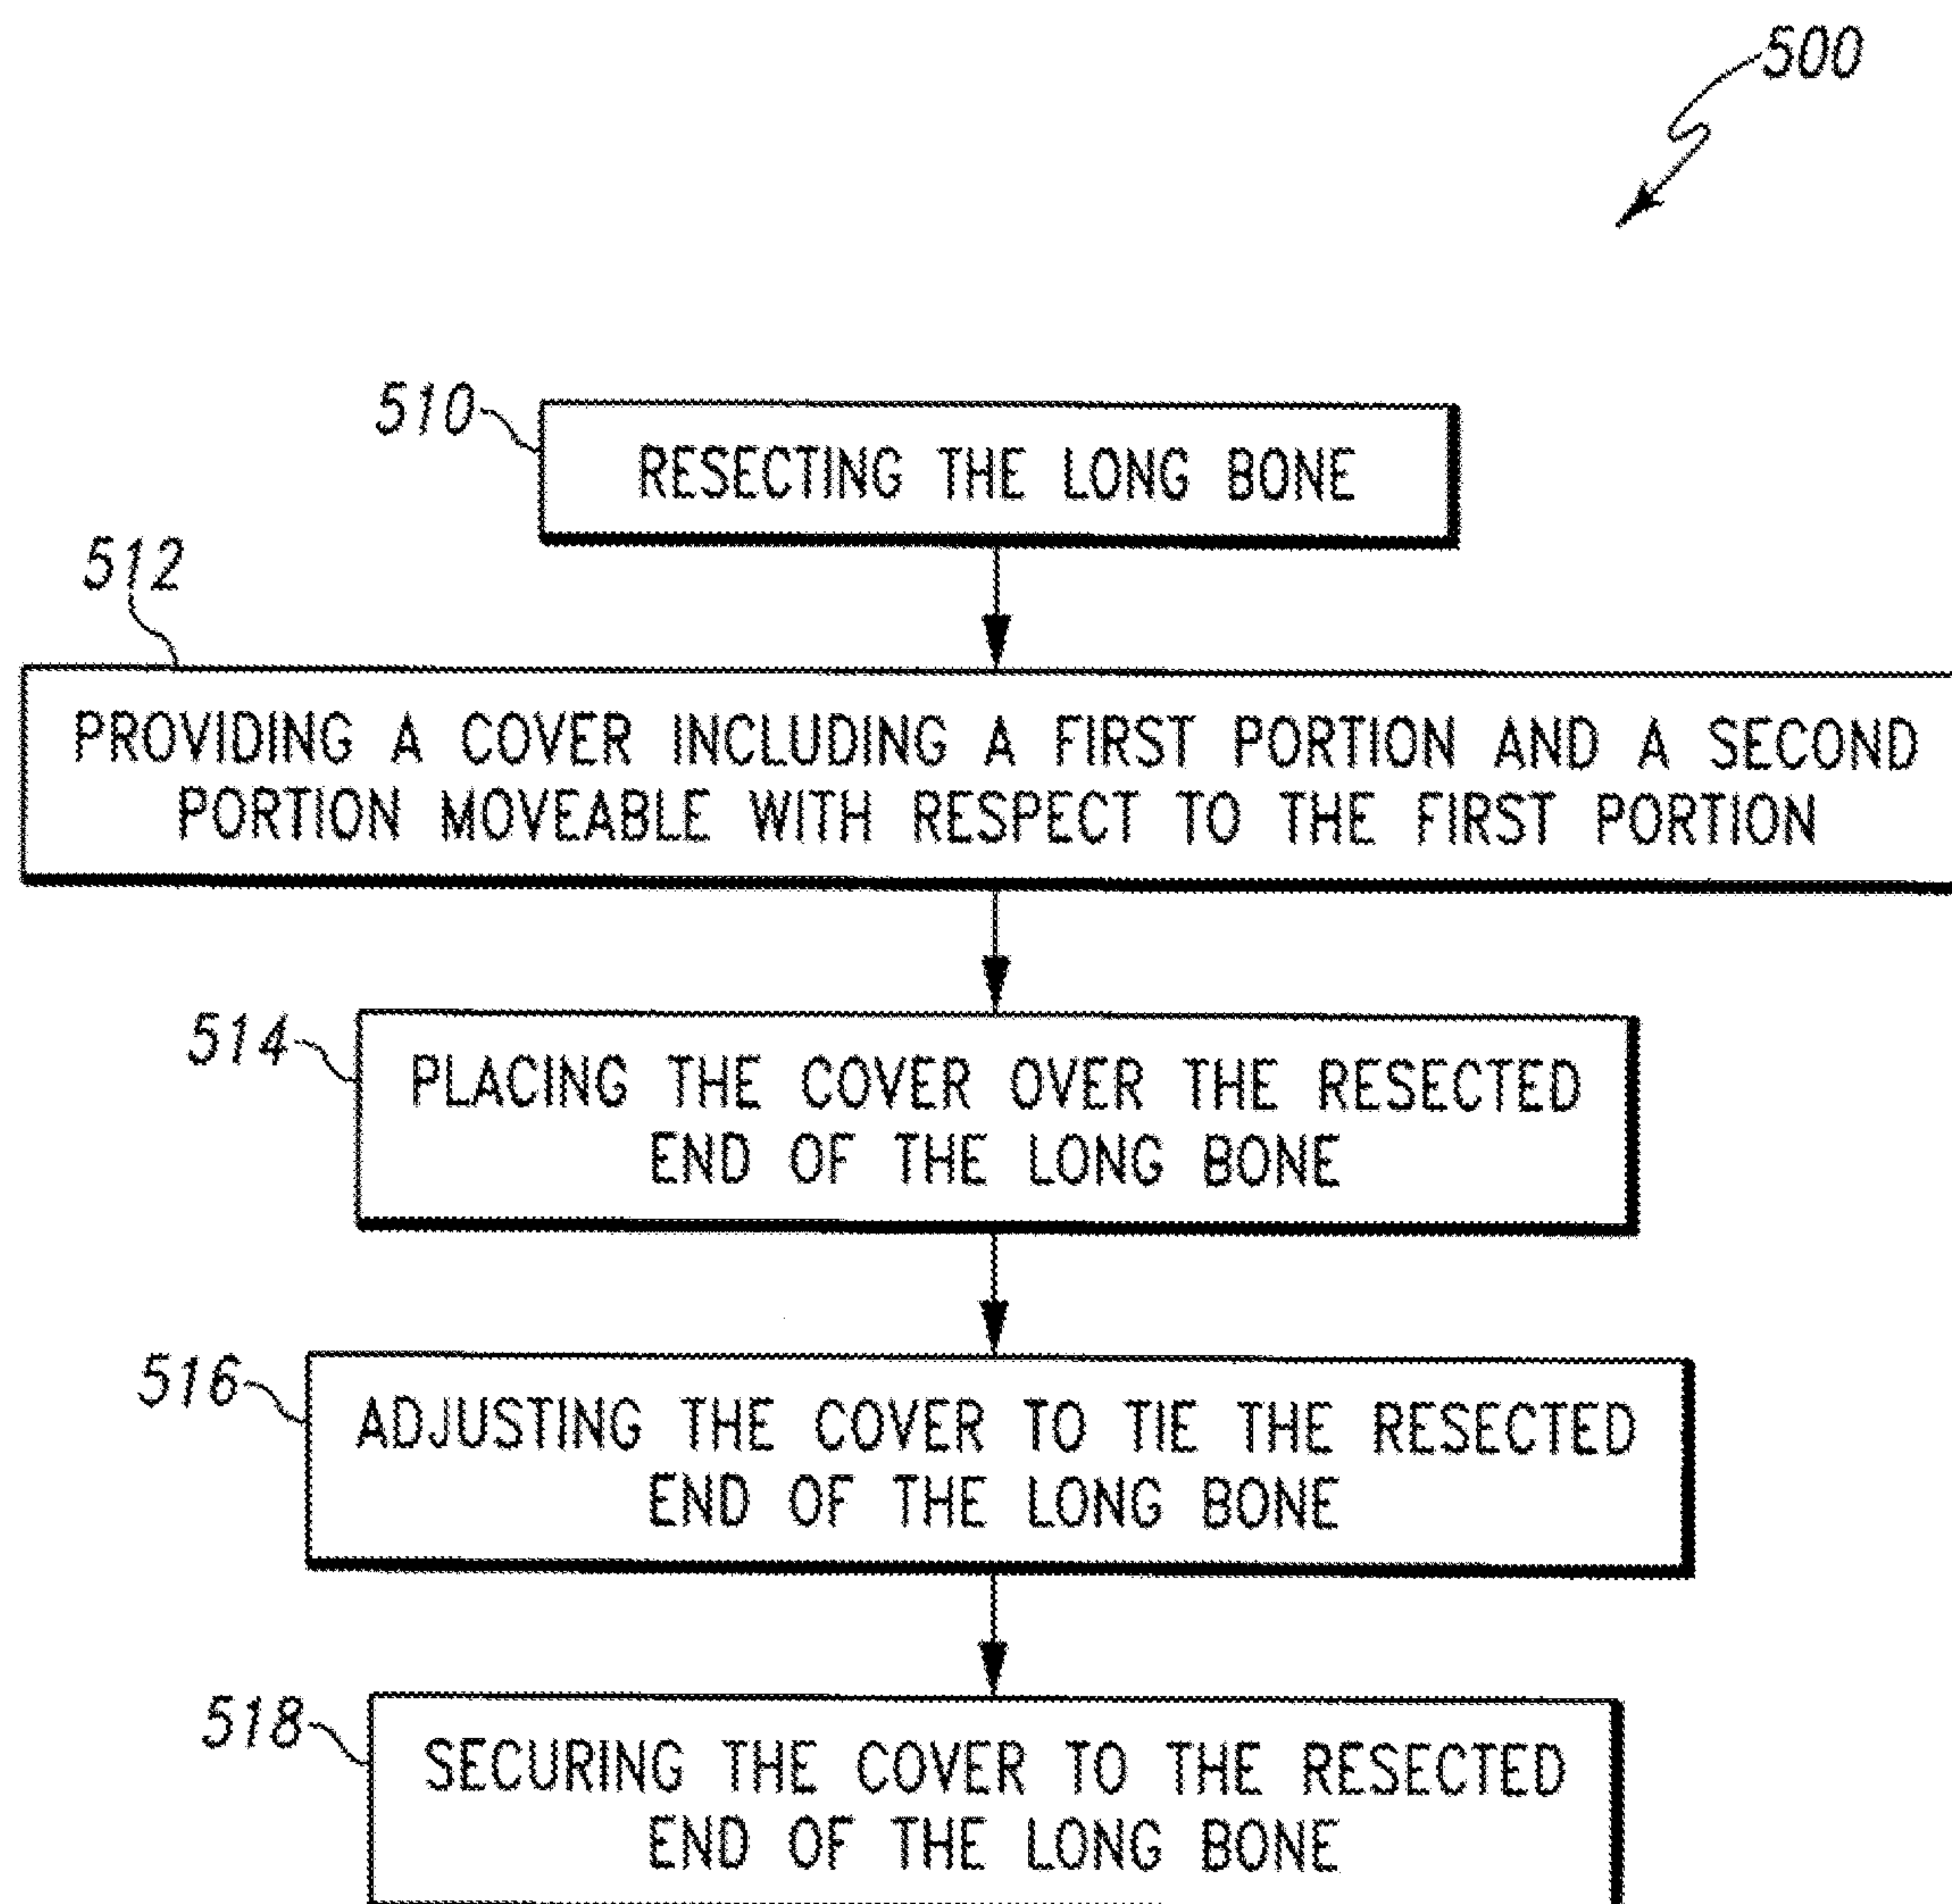 500
510
RESECTING THE LONG BONE
512
PROVIDING A COVER INCLUDING A FIRST PORTION AND A SECOND
PORTION MOVEABLE WITH RESPECT TO THE FIRST PORTION
514
PLACING THE COVER OVER THE RESECTED
END OF THE LONG BONE
516
ADJUSTING THE COVER TO TIE THE RESECTED
END OF THE LONG BONE
518
SECURING THE COVER TO THE RESECTED
END OF THE LONG BONE